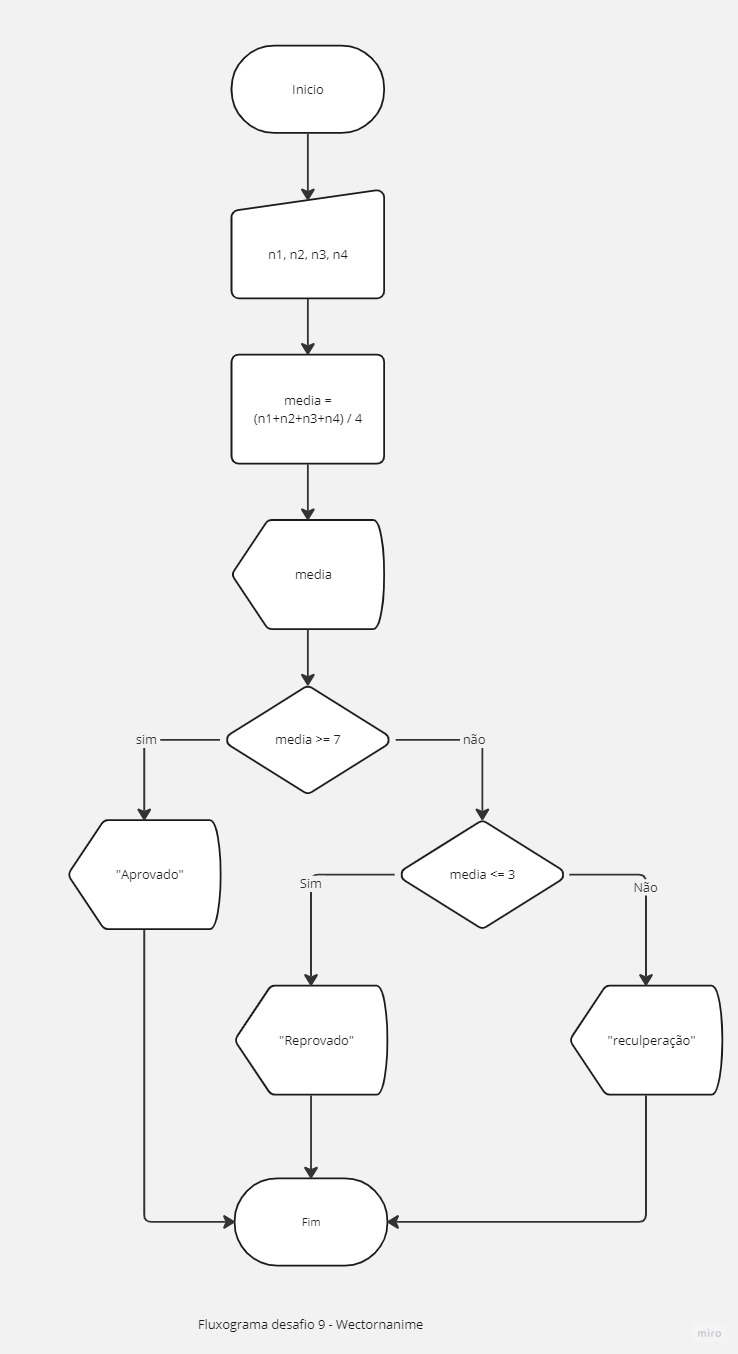 Inicio
n1, n2, n3, n4
media =
(n1+n2+n3+n4) / 4
media
media >= 7
sim
não
"Aprovado"
media <= 3
Sim
Não
"Reprovado"
"reculperação"
Fim
Fluxograma desafio 9 - Wectornanime
miro